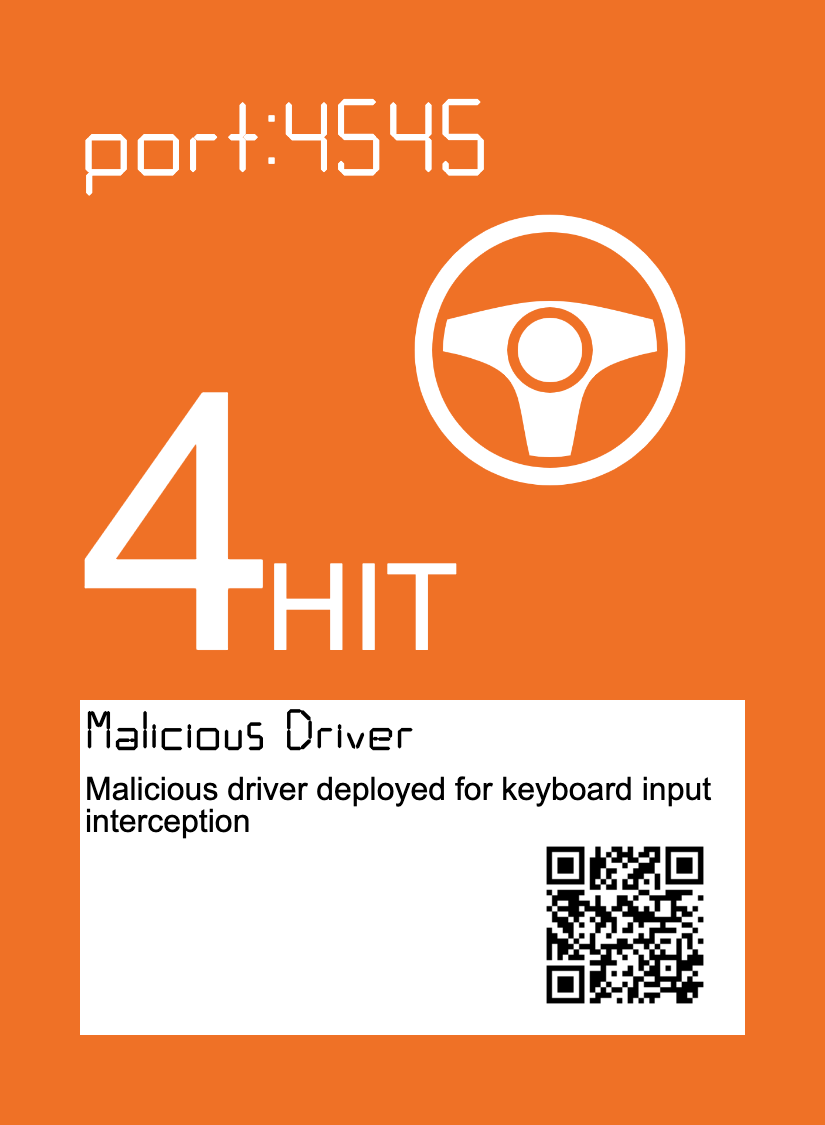 port:4545
4HIT
Malicious Driver
Malicious driver deployed for keyboard input
interception